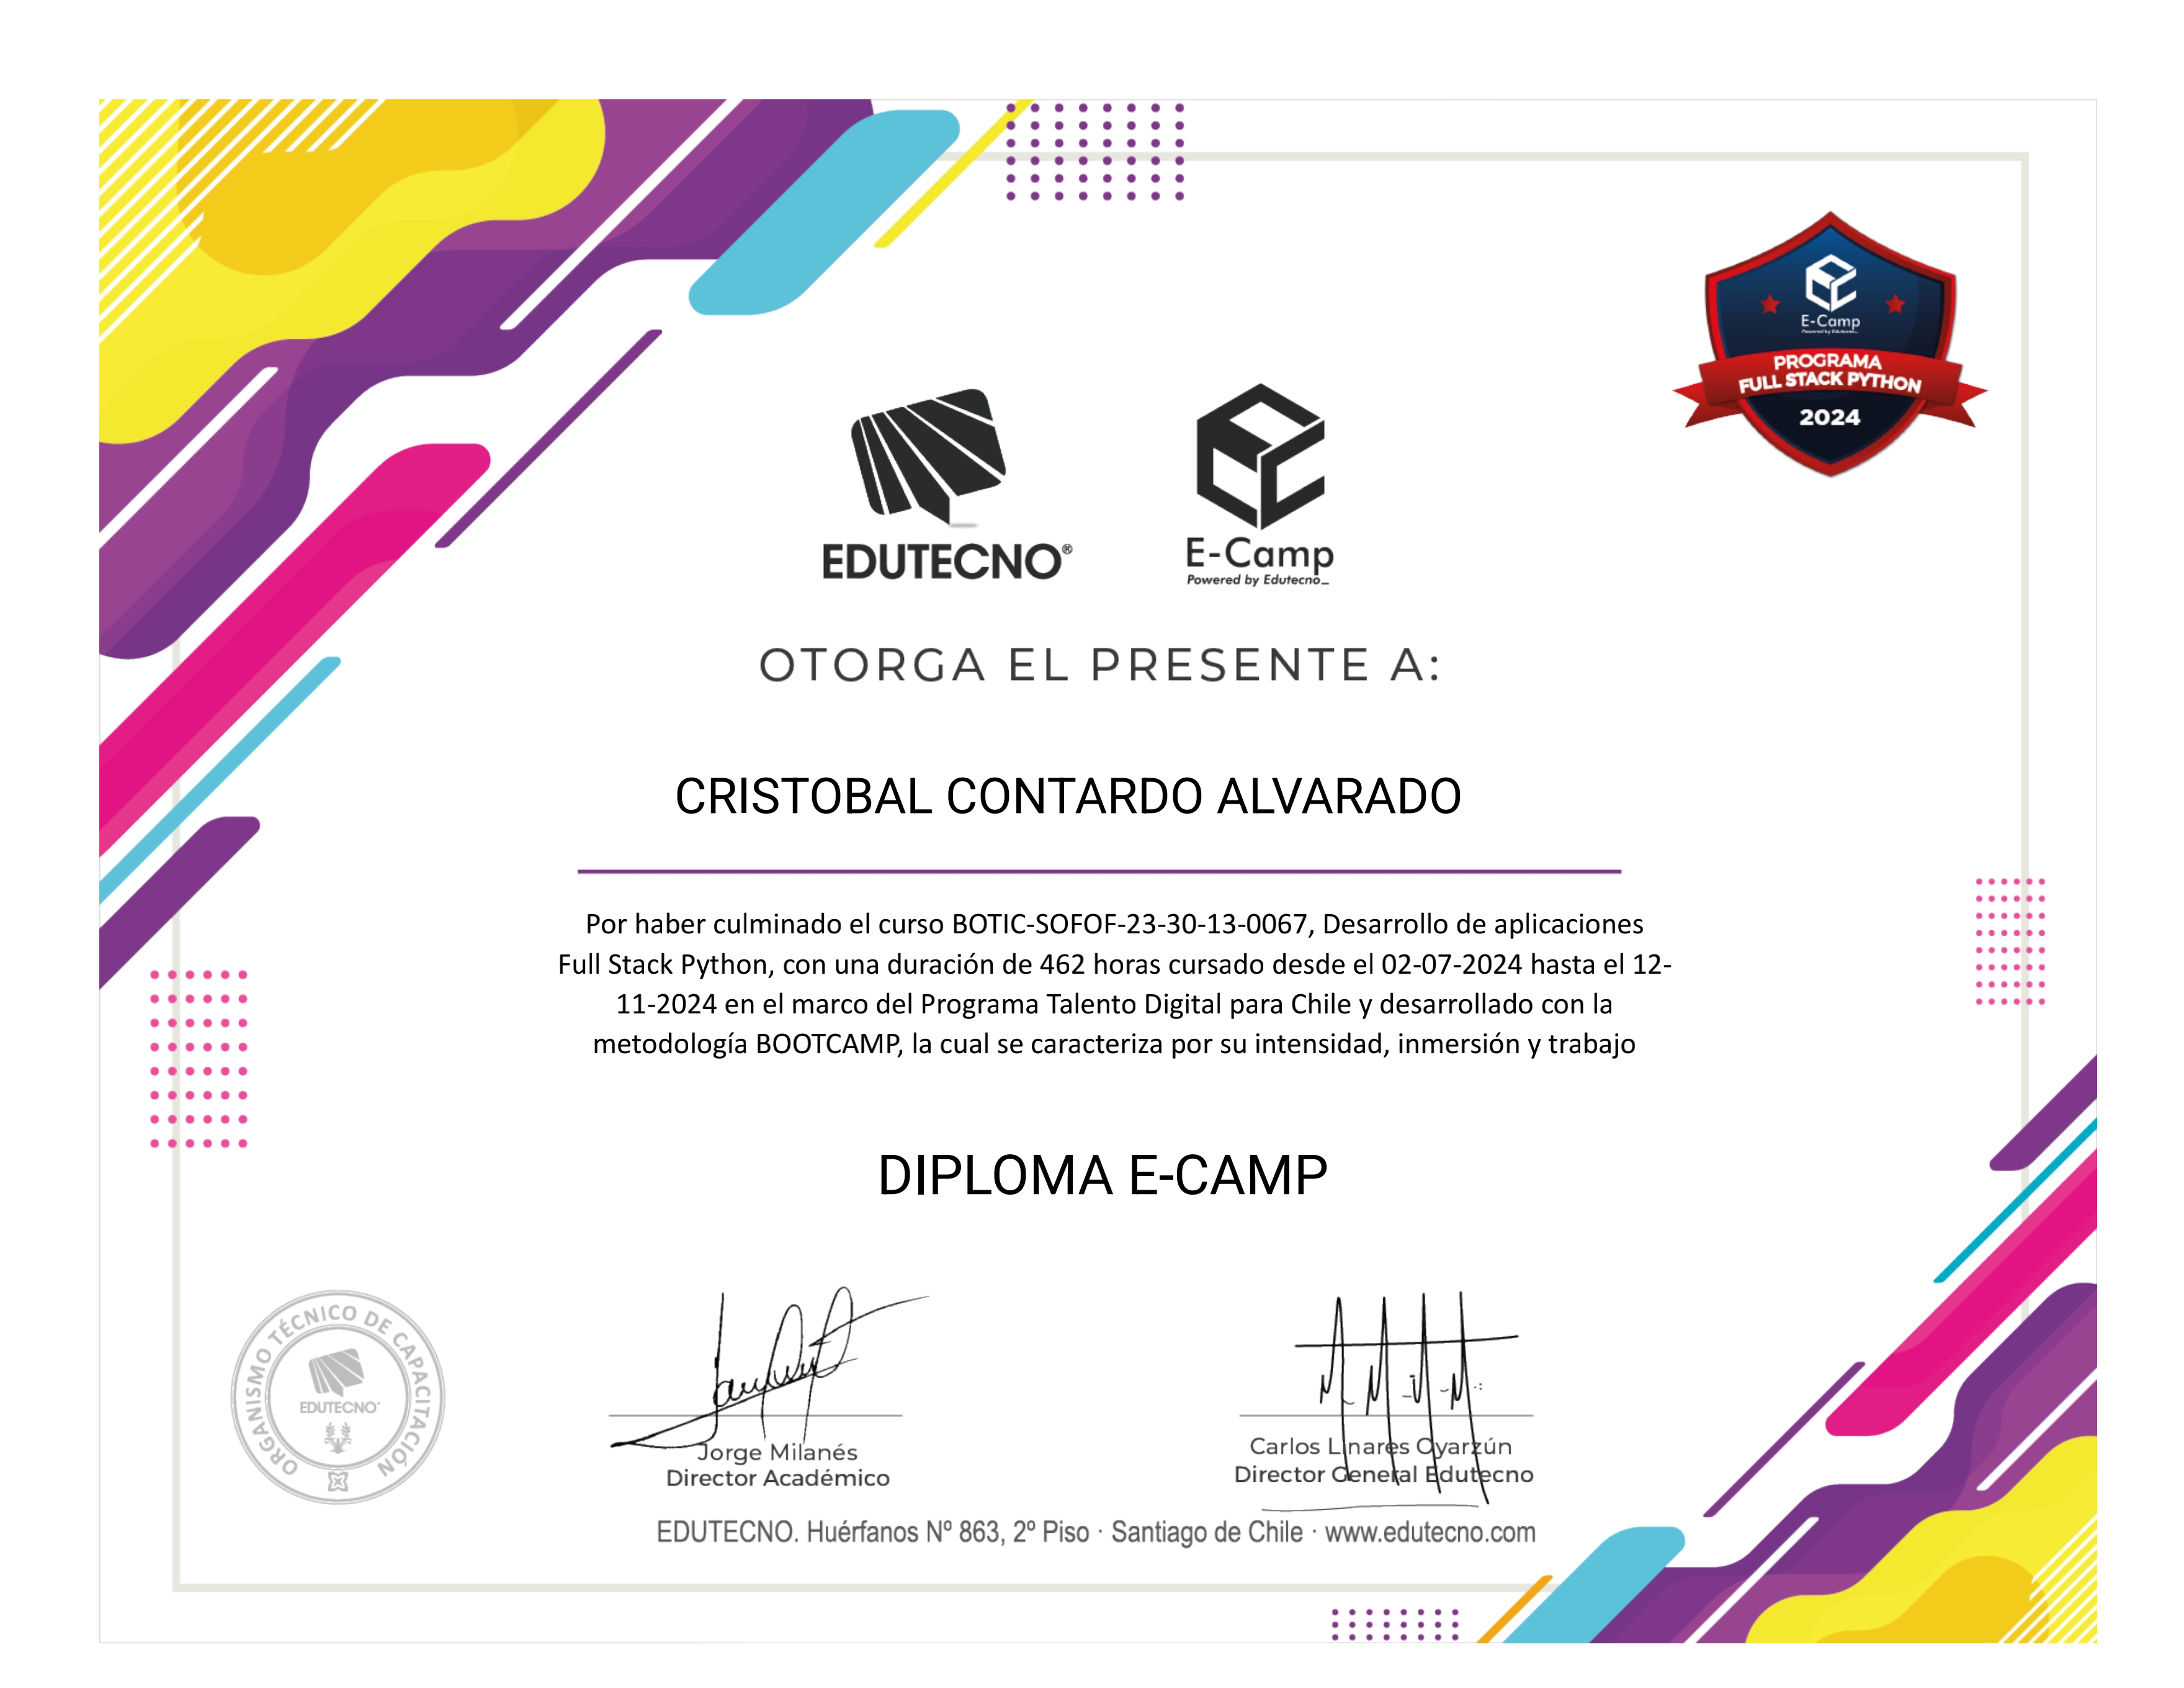 E-Camp
Powered by Edutecno_
PROGRAMA
FULL STACK PYTHON
2024
EDUTECNO®
E-Camp
Powered by Edutecno_
OTORGA EL PRESENTE A:
CRISTOBAL CONTARDO ALVARADO
Por haber culminado el curso BOTIC-SOFOF-23-30-13-0067, Desarrollo de aplicaciones
Full Stack Python, con una duración de 462 horas cursado desde el 02-07-2024 hasta el 12-
11-2024 en el marco del Programa Talento Digital para Chile y desarrollado con la
metodología BOOTCAMP, la cual se caracteriza por su intensidad, inmersión y trabajo
DIPLOMA E-CAMP
ORGANISMO TÉCNICO DE CAPACITACIÓN
EDUTECNO
Jorge Milanés
Director Académico
Carlos Linares Oyarzún
Director General Edutecno
EDUTECNO. Huérfanos Nº 863, 2º Piso · Santiago de Chile · www.edutecno.com